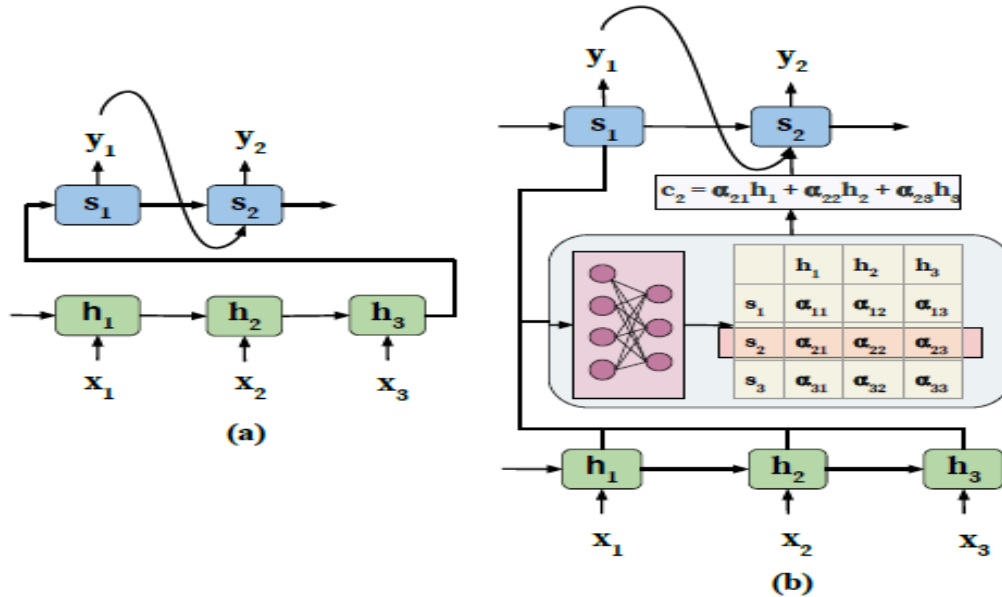 y₁ y₂
s₁ s₂
h₁ h₂ h₃
x₁ x₂ x₃
(a)
y₁ y₂
s₁ s₂
c₂ = α₂₁h₁ + α₂₂h₂ + α₂₃h₃
h₁ h₂ h₃
s₁ α₁₁ α₁₂ α₁₃
s₂ α₂₁ α₂₂ α₂₃
s₃ α₃₁ α₃₂ α₃₃
h₁ h₂ h₃
x₁ x₂ x₃
(b)